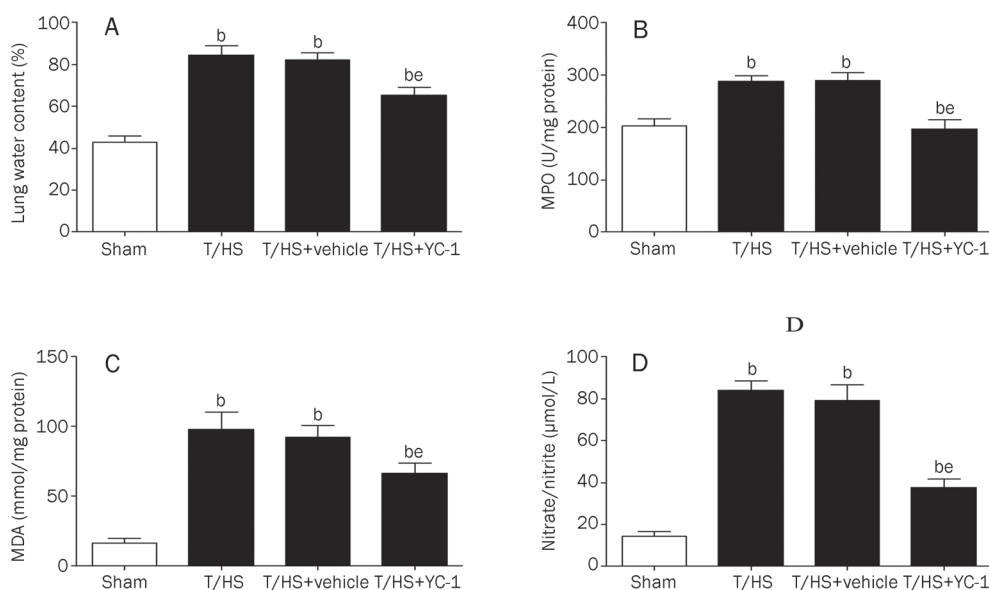 A
Lung water content (%)
100
80
60
40
20
0
b
b
be
Sham
T/HS
T/HS+vehicle
T/HS+YC-1
B
MPO (U/mg protein)
400
300
200
100
0
b
b
be
Sham
T/HS
T/HS+vehicle
T/HS+YC-1
C
MDA (mmol/mg protein)
150
100
50
0
b
b
be
Sham
T/HS
T/HS+vehicle
T/HS+YC-1
D
D
Nitrate/nitrite (µmol/L)
100
80
60
40
20
0
b
b
be
Sham
T/HS
T/HS+vehicle
T/HS+YC-1